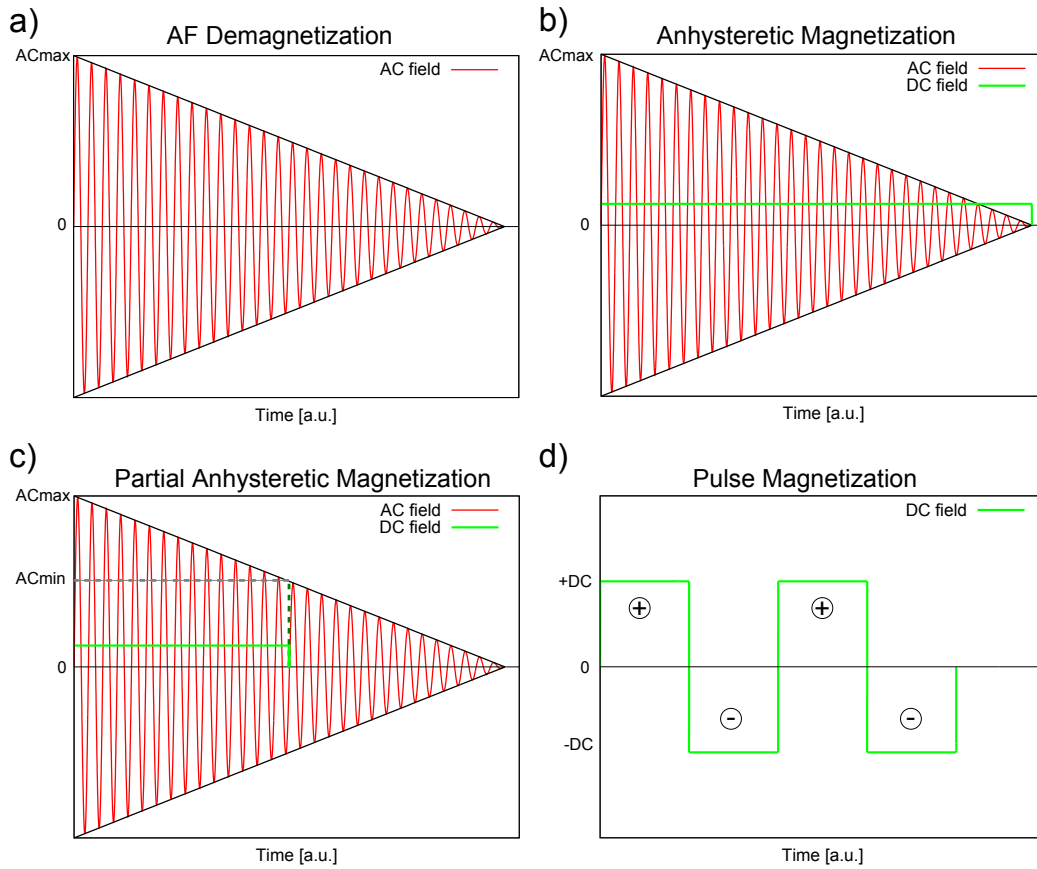 a)
AF Demagnetization
ACmax
AC field
0
Time [a.u.]
b)
Anhysteretic Magnetization
ACmax
AC field
DC field
0
Time [a.u.]
c)
Partial Anhysteretic Magnetization
ACmax
AC field
DC field
ACmin
0
Time [a.u.]
d)
Pulse Magnetization
DC field
+DC
+ +
0
- -
-DC
Time [a.u.]